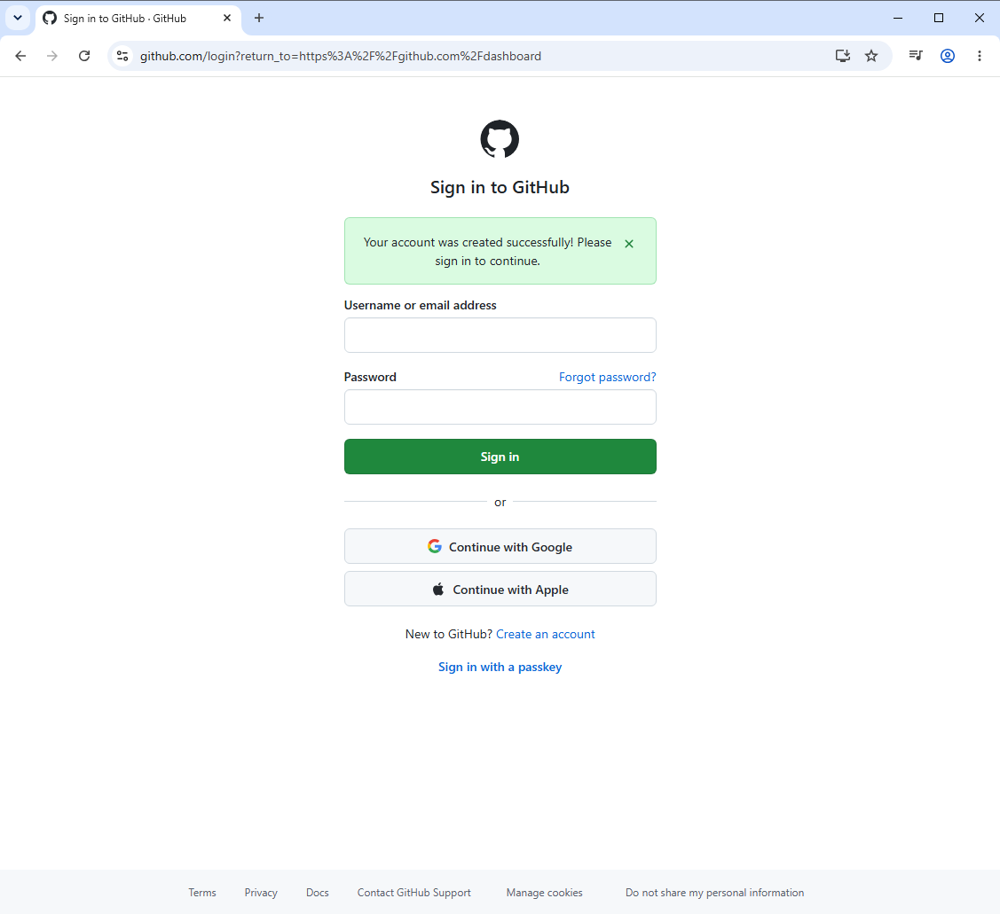 Sign in to GitHub · GitHub
github.com/login?return_to=https%3A%2F%2Fgithub.com%2Fdashboard
Sign in to GitHub
Your account was created successfully! Please
sign in to continue.
Username or email address
Password
Forgot password?
Sign in
or
Continue with Google
Continue with Apple
New to GitHub? Create an account
Sign in with a passkey
Terms
Privacy
Docs
Contact GitHub Support
Manage cookies
Do not share my personal information